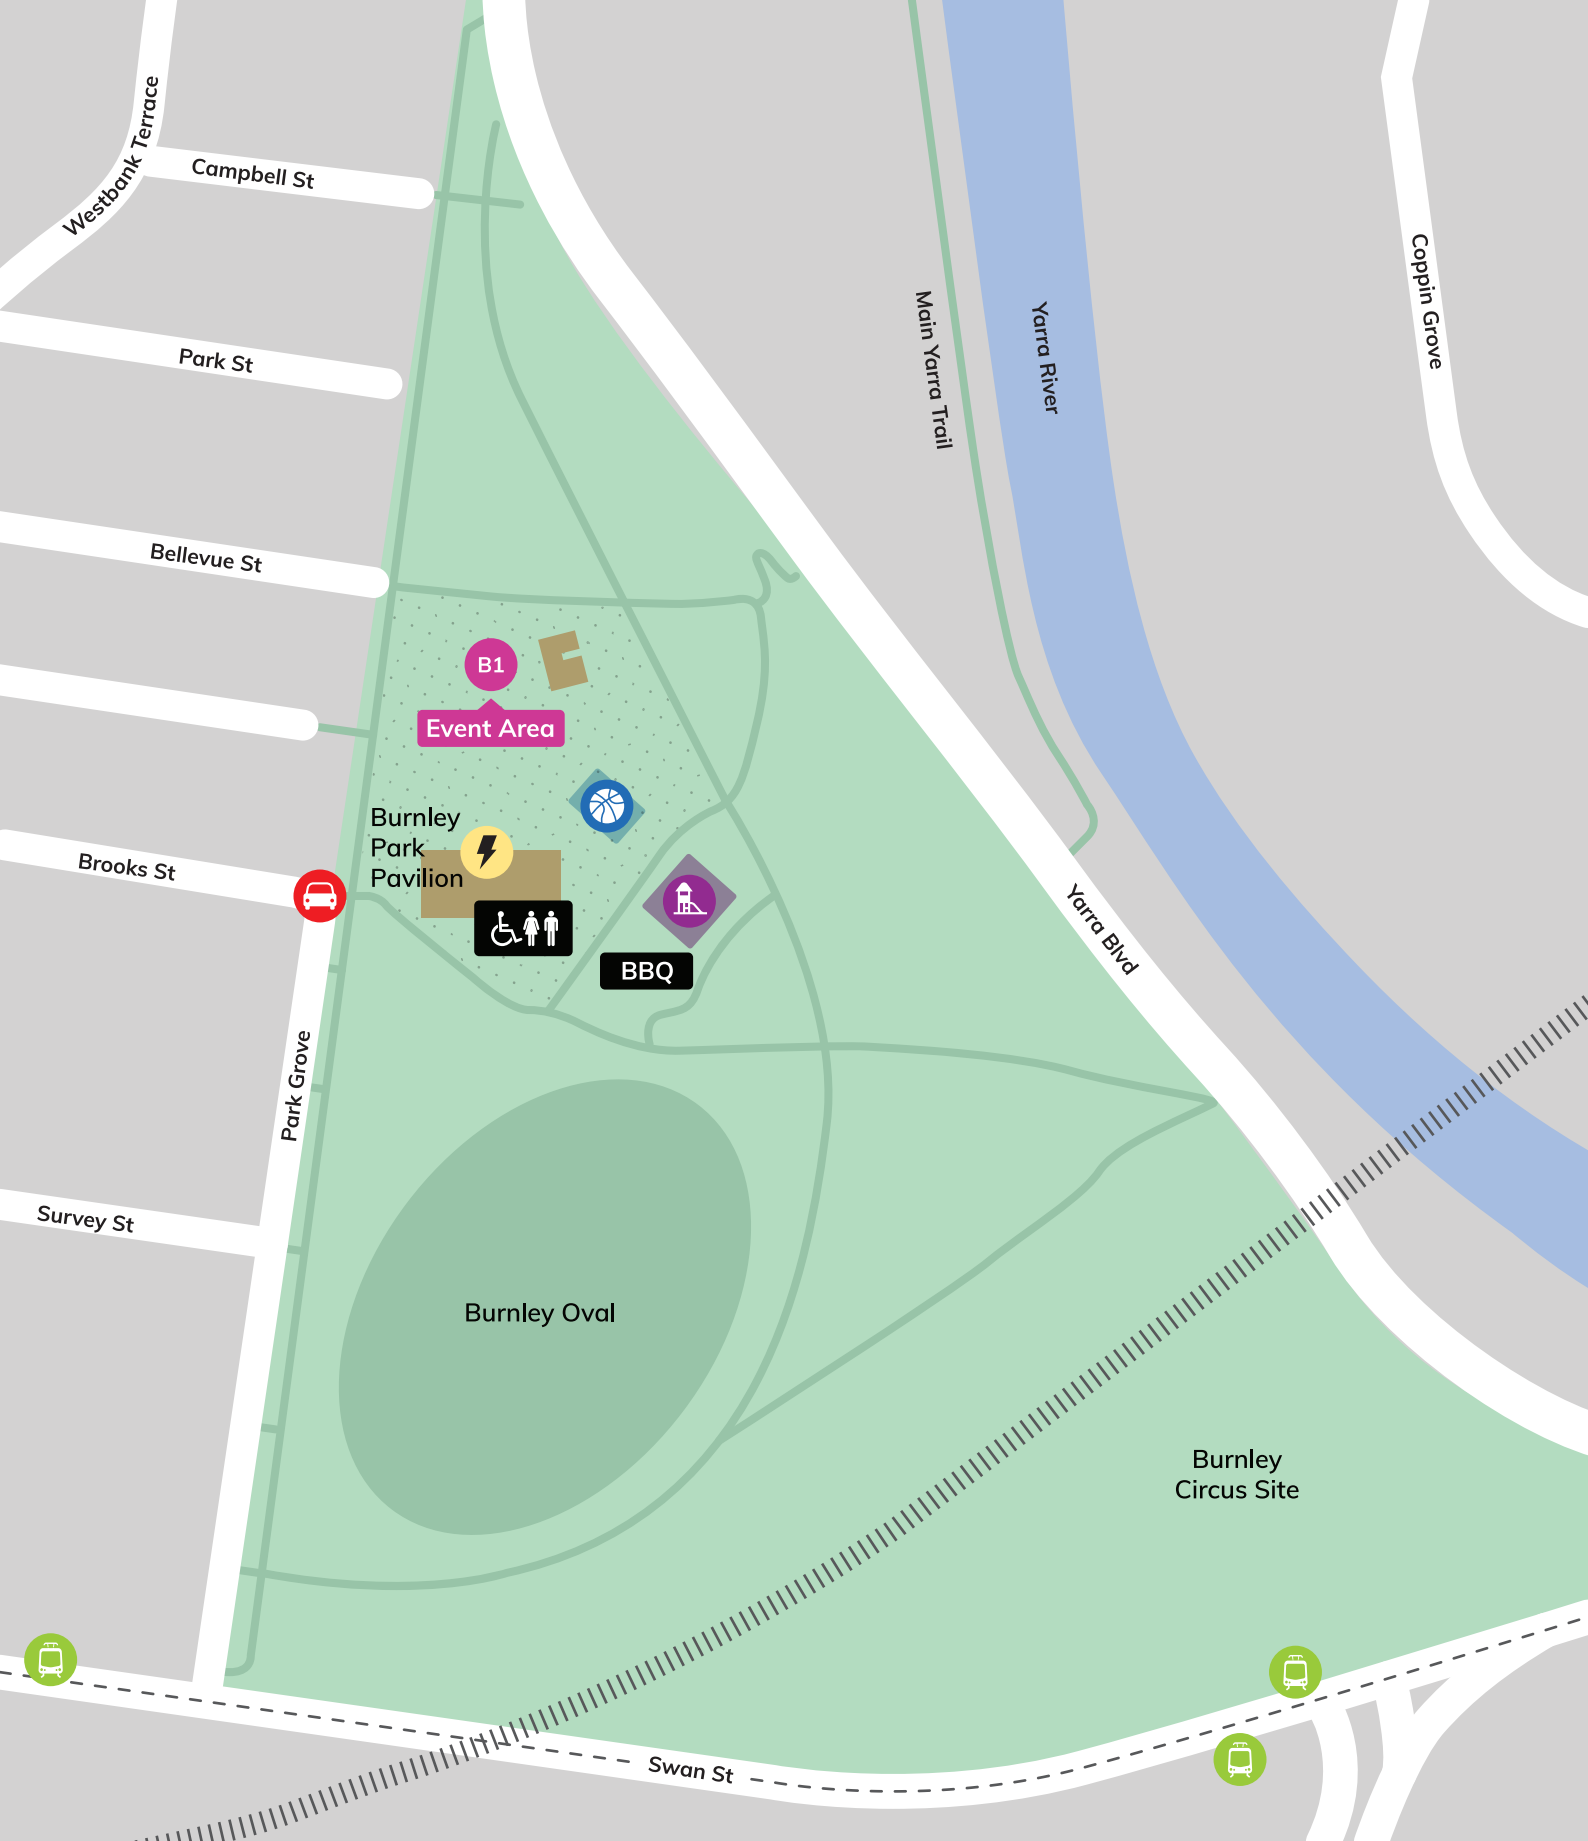 Westbank Terrace
Campbell St
Park St
Main Yarra Trail
Yarra River
Coppin Grove
Bellevue St
B1
Event Area
Burnley
Park
Pavilion
Brooks St
BBQ
Yarra Blvd
Park Grove
Survey St
Burnley Oval
Burnley
Circus Site
Swan St